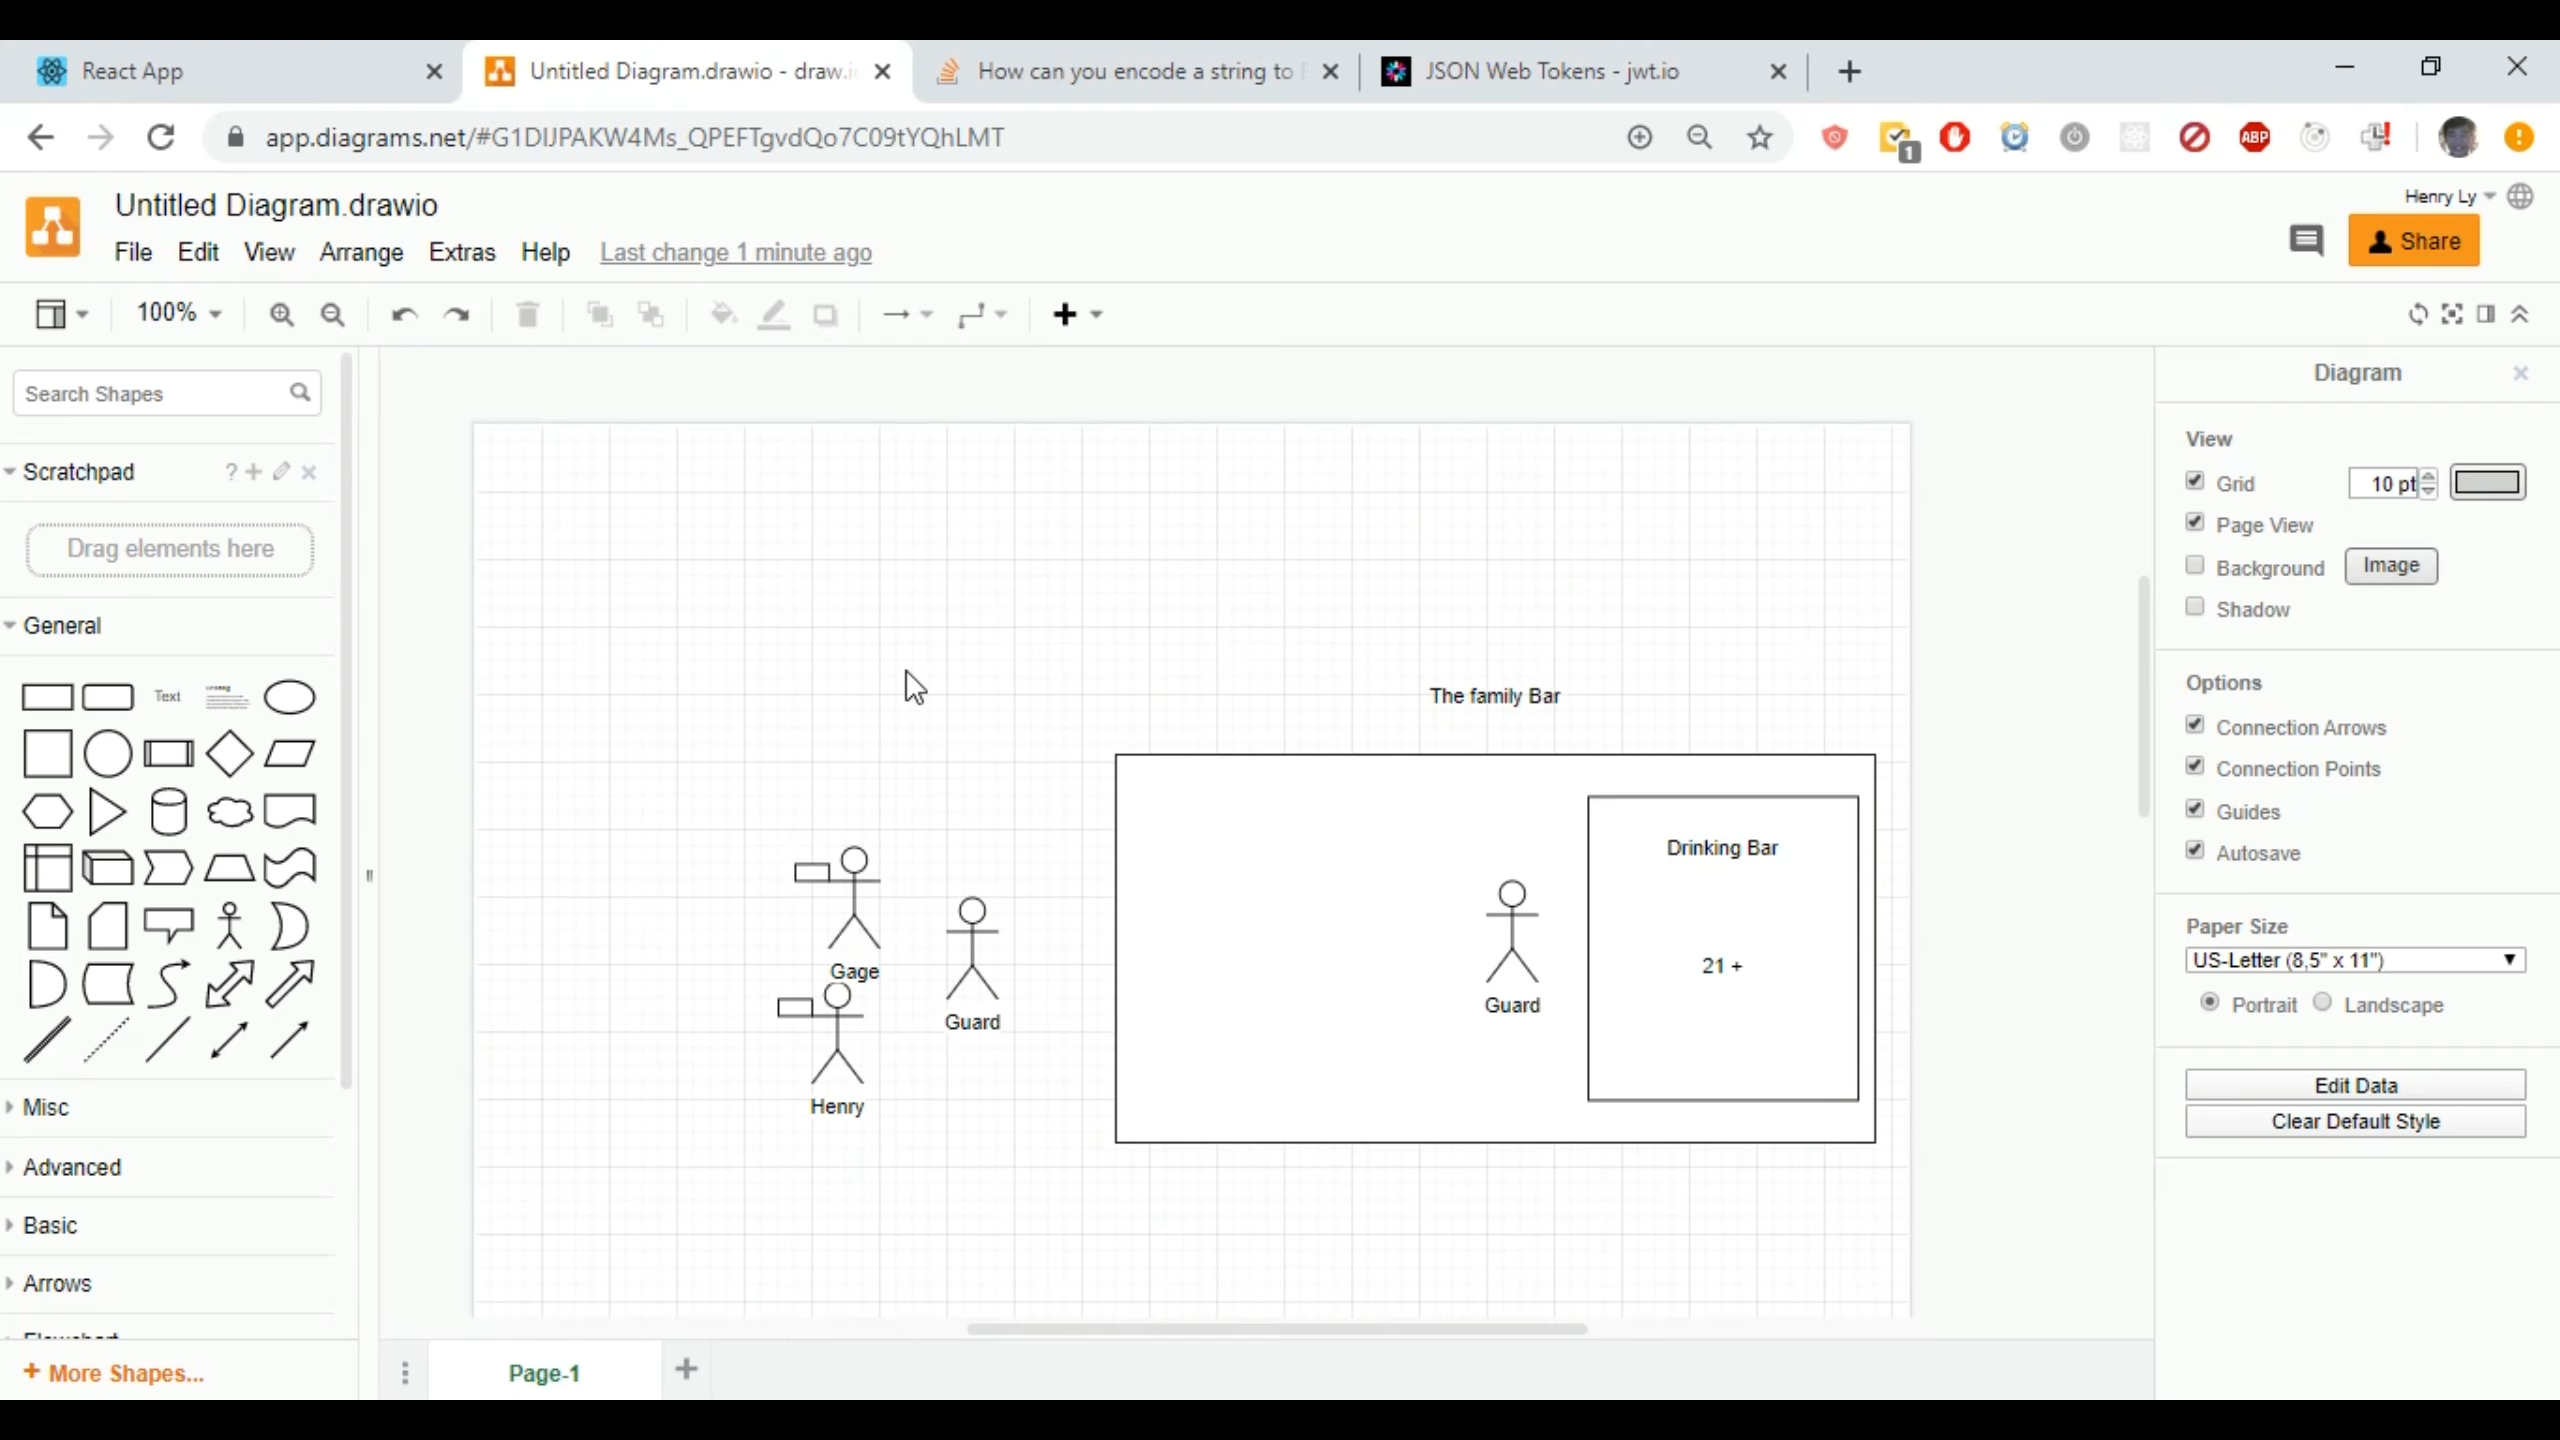 React App
Untitled Diagram.drawio - draw.i
How can you encode a string to
JSON Web Tokens - jwt.io
app.diagrams.net/#G1DIJPAKW4Ms_QPEFTgvdQo7C09tYQhLMT
1
ABP
Untitled Diagram.drawio
Henry Ly
File Edit View Arrange Extras Help Last change 1 minute ago
Share
100%
Search Shapes
Scratchpad
?
Drag elements here
General
Text
Misc
Advanced
Basic
Arrows
Flowchart
+ More Shapes...
The family Bar
Drinking Bar
21 +
Gage
Guard
Henry
Guard
Page-1
Diagram
View
Grid 10 pt
Page View
Background Image
Shadow
Options
Connection Arrows
Connection Points
Guides
Autosave
Paper Size
US-Letter (8,5" x 11")
Portrait Landscape
Edit Data
Clear Default Style